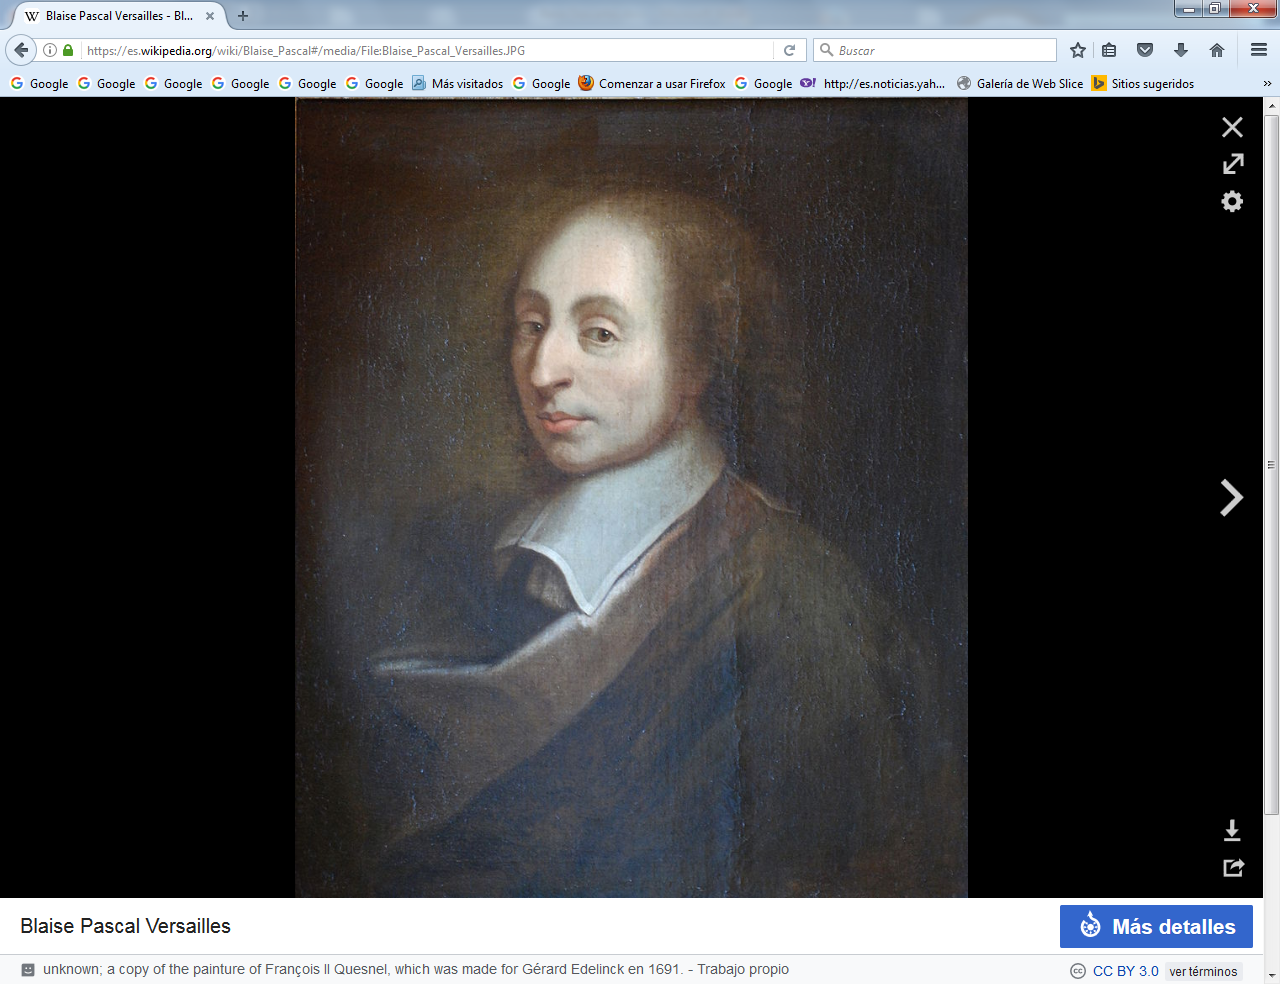 Blaise Pascal Versailles - Bl...
https://es.wikipedia.org/wiki/Blaise_Pascal#/media/File:Blaise_Pascal_Versailles.JPG
Buscar
Google Google Google Google Google Google Más visitados Google Comenzar a usar Firefox Google http://es.noticias.yah... Galería de Web Slice Sitios sugeridos
Blaise Pascal Versailles
Más detalles
unknown; a copy of the painture of François II Quesnel, which was made for Gérard Edelinck en 1691. - Trabajo propio
CC BY 3.0 ver términos